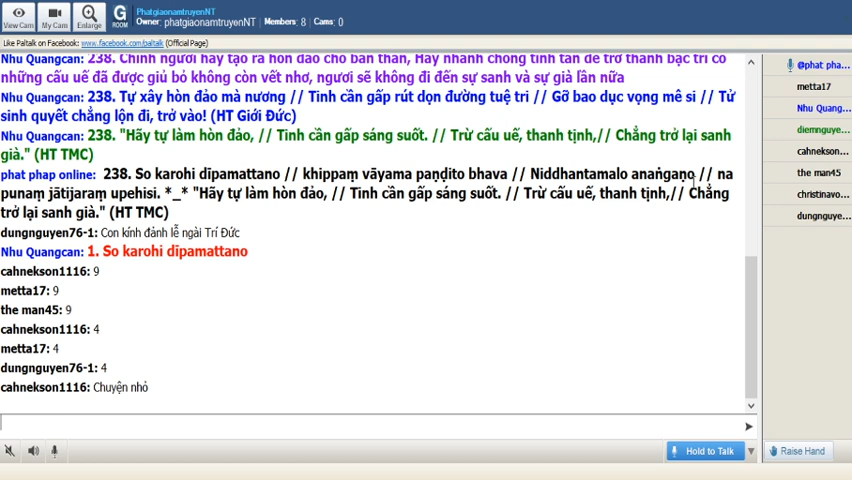 PhatgiaonamtruyenNT
Owner: phatgiaonamtruyenNT Members: 8 Cams: 0
View Cam My Cam Enlarge G ROOM
Like Paltalk on Facebook: www.facebook.com/paltalk (Official Page)
Nhu Quangcan: 238. Chính ngươi hãy tạo ra hòn đảo cho bản thân, Hãy nhanh chóng tinh tấn để trở thành bậc trí có
những cấu uế đã được giủ bỏ không còn vết nhơ, ngươi sẽ không đi đến sự sanh và sự già lần nữa
Nhu Quangcan: 238. Tự xây hòn đảo mà nương // Tinh cần gấp rút dọn đường tuệ tri // Gỡ bao dục vọng mê si // Tử
sinh quyết chẳng lộn đi, trở vào! (HT Giới Đức)
Nhu Quangcan: 238. "Hãy tự làm hòn đảo, // Tinh cần gấp sáng suốt. // Trừ cấu uế, thanh tịnh,// Chẳng trở lại sanh
già." (HT TMC)
phat phap online: 238. So karohi dīpamattano // khippaṃ vāyama paṇḍito bhava // Niddhantamalo anaṅgaṇo // na
punaṃ jātijaraṃ upehisi. *_* "Hãy tự làm hòn đảo, // Tinh cần gấp sáng suốt. // Trừ cấu uế, thanh tịnh,// Chẳng
trở lại sanh già." (HT TMC)
dungnguyen76-1: Con kính đảnh lễ ngài Trí Đức
Nhu Quangcan: 1. So karohi dīpamattano
cahnekson1116: 9
metta17: 9
the man45: 9
cahnekson1116: 4
metta17: 4
dungnguyen76-1: 4
cahnekson1116: Chuyện nhỏ
@phat pha...
metta17
Nhu Quang...
diemnguye...
cahnekson...
the man45
christinavo...
dungnguye...
Hold to Talk
Raise Hand